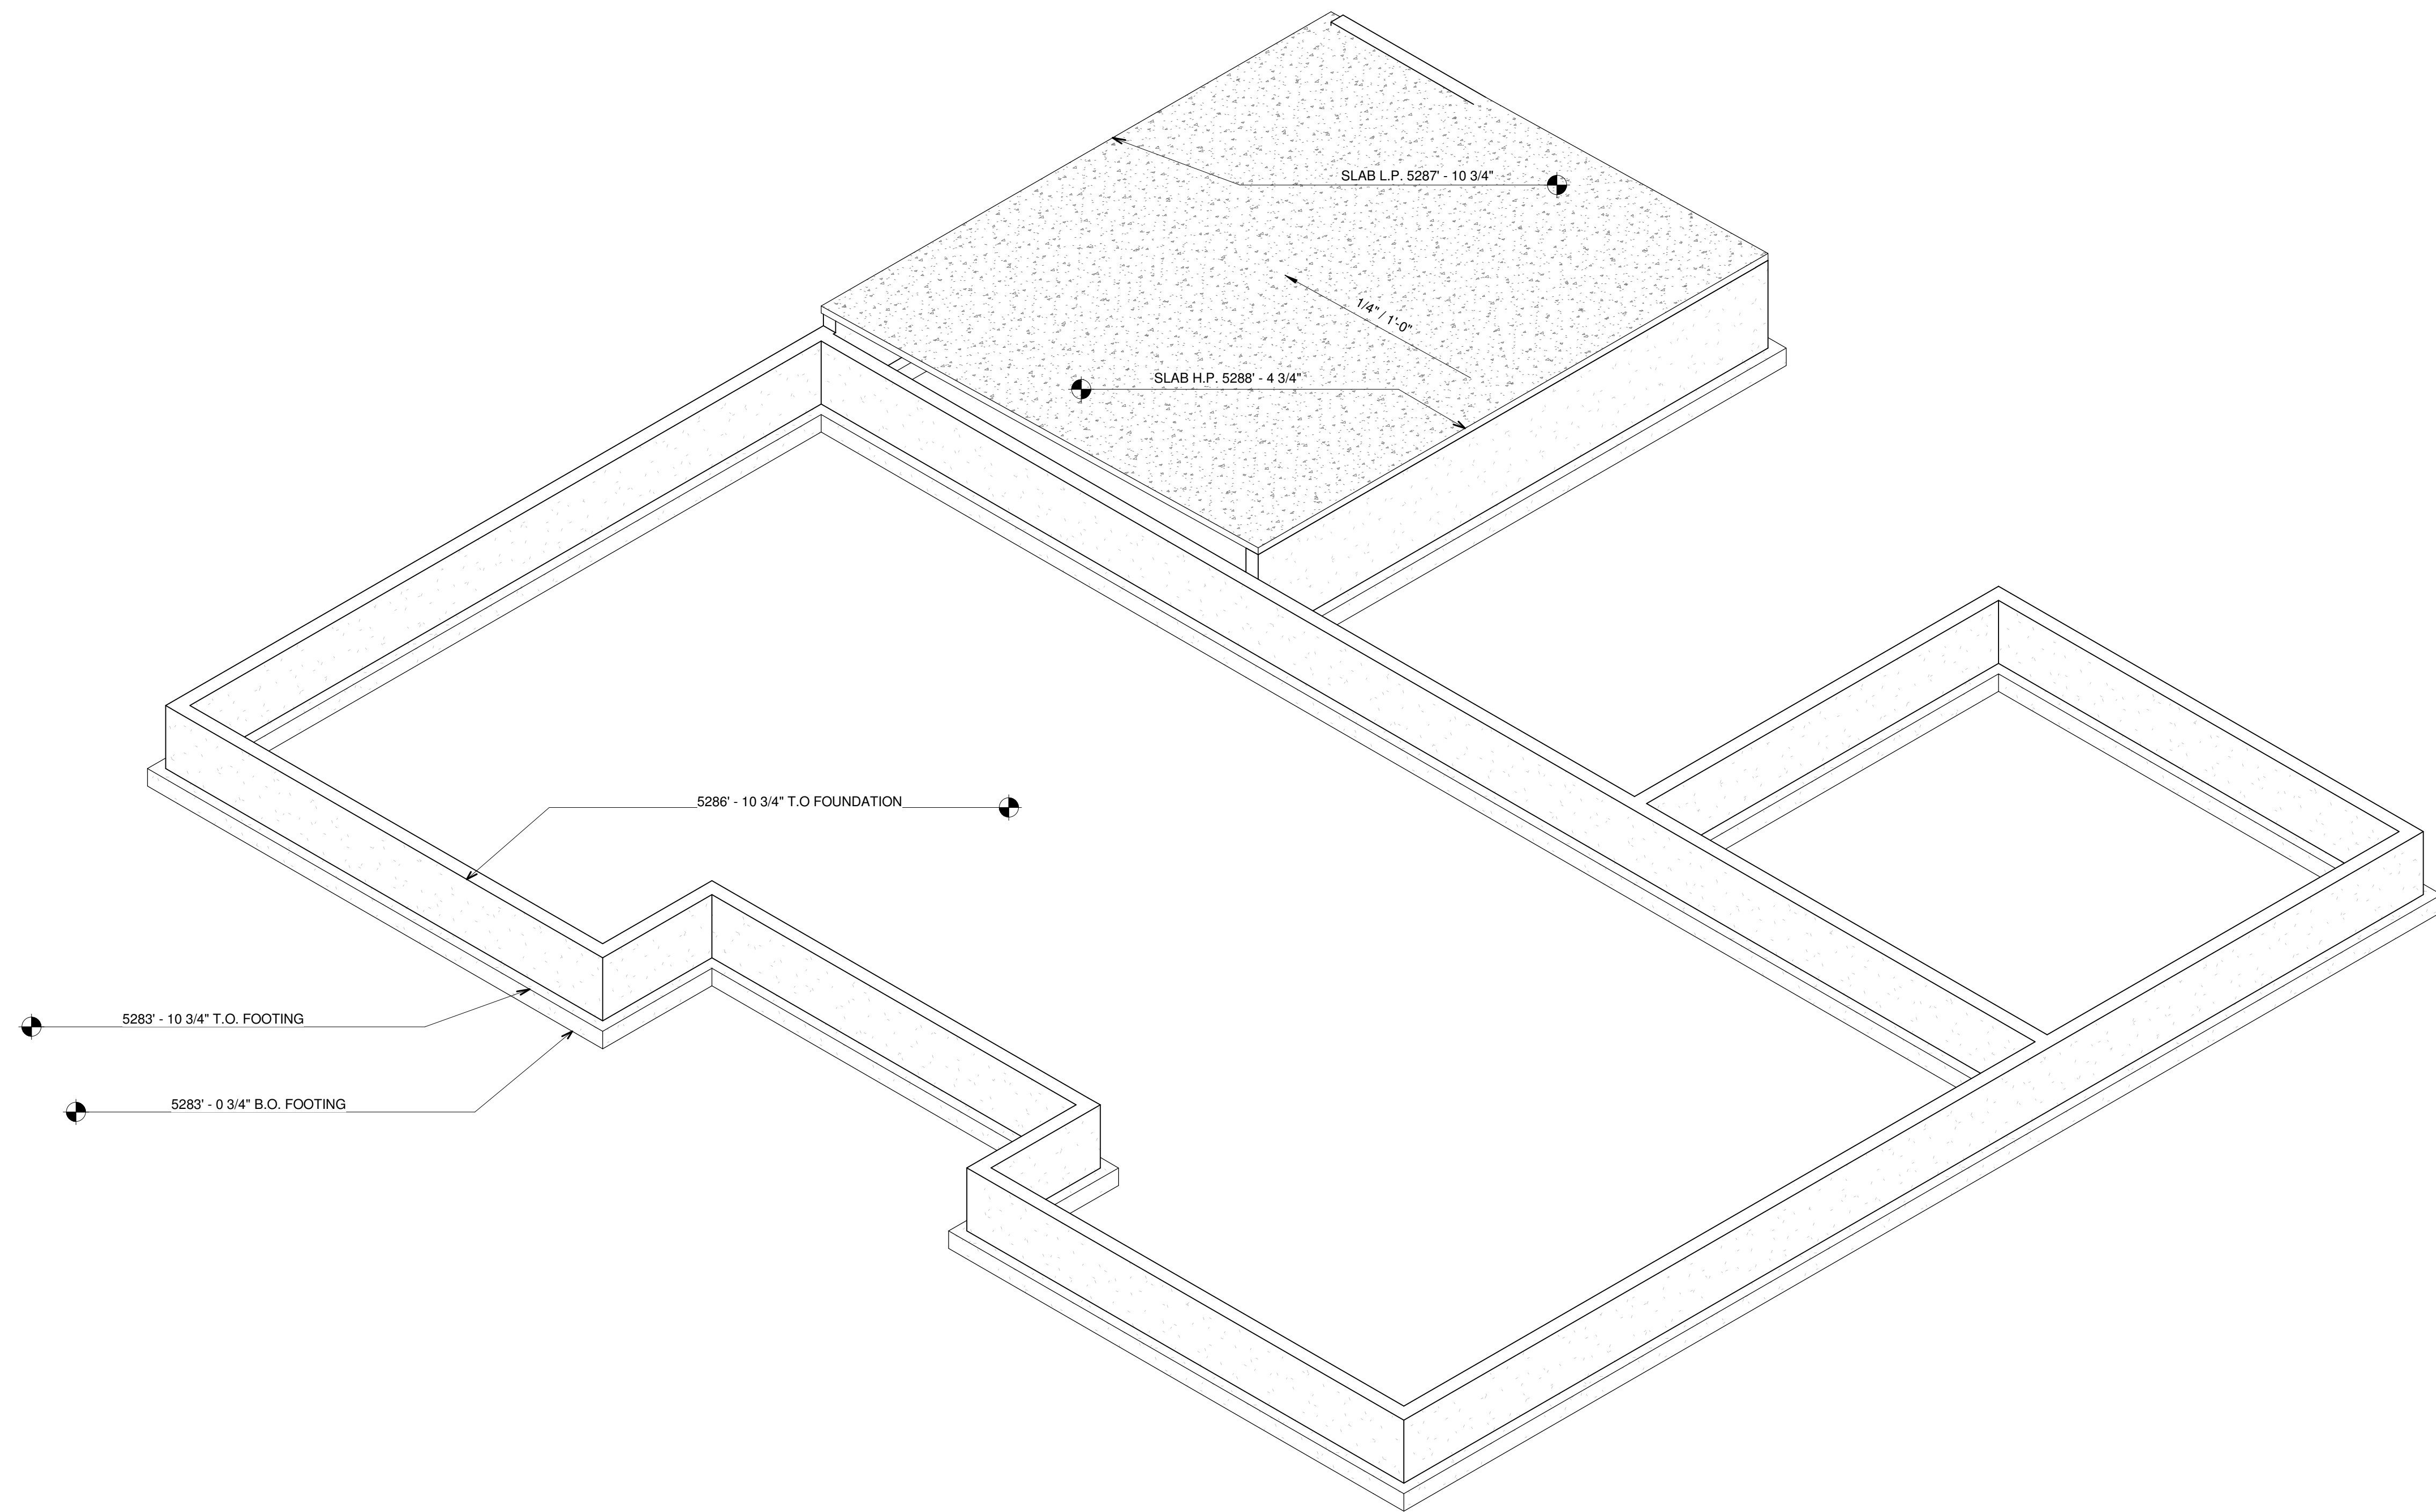 SLAB L.P. 5287' - 10 3/4"
1/4" / 1'-0"
SLAB H.P. 5288' - 4 3/4"
5286' - 10 3/4" T.O FOUNDATION
5283' - 10 3/4" T.O. FOOTING
5283' - 0 3/4" B.O. FOOTING